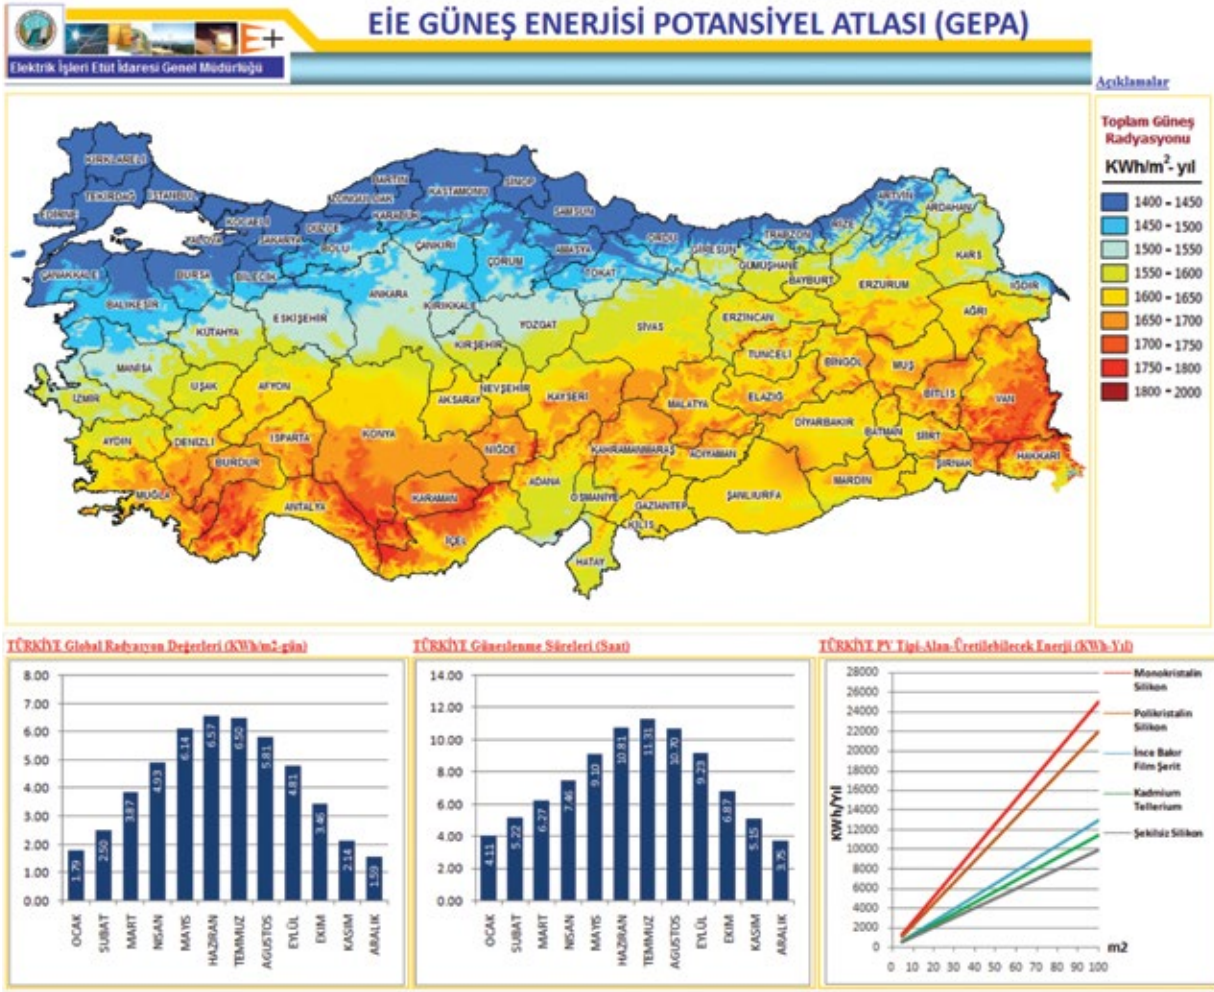 EİE GÜNEŞ ENERJİSİ POTANSİYEL ATLASI (GEPA)
E+
Elektrik İşleri Etüt İdaresi Genel Müdürlüğü
Açıklamalar
Toplam Güneş
Radyasyonu
KWh/m²- yıl
1400 - 1450
1450 - 1500
1500 - 1550
1550 - 1600
1600 - 1650
1650 - 1700
1700 - 1750
1750 - 1800
1800 - 2000
KIRKLARELİ
TEKİRDAĞ
İSTANBUL
EDİRNE
KOCAELİ
YALOVA
SAKARYA
DÜZCE
BOLU
ZONGULDAK
BARTIN
KARABÜK
KASTAMONU
SİNOP
SAMSUN
ORDU
GİRESUN
TRABZON
RİZE
ARTVİN
ARDAHAN
ÇANAKKALE
BURSA
BİLECİK
ÇANKIRI
ÇORUM
AMASYA
TOKAT
GÜMÜŞHANE
BAYBURT
KARS
BALIKESİR
KÜTAHYA
ESKİŞEHİR
ANKARA
KIRIKKALE
YOZGAT
SİVAS
ERZİNCAN
ERZURUM
AĞRI
IĞDIR
MANİSA
UŞAK
AFYON
KIRŞEHİR
NEVŞEHİR
AKSARAY
KAYSERİ
MALATYA
TUNCELİ
ELAZIĞ
BİNGÖL
MUŞ
BİTLİS
VAN
İZMİR
AYDIN
DENİZLİ
ISPARTA
BURDUR
KONYA
NİĞDE
KAHRAMANMARAŞ
ADIYAMAN
DİYARBAKIR
BATMAN
SİİRT
ŞIRNAK
HAKKARİ
MUĞLA
ANTALYA
KARAMAN
İÇEL
ADANA
OSMANİYE
GAZİANTEP
KİLİS
ŞANLIURFA
MARDİN
HATAY
TÜRKİYE Global Radyasyon Değerleri (KWh/m2-gün)
8.00
7.00
6.00
5.00
4.00
3.00
2.00
1.00
0.00
1.79
2.50
3.87
4.93
6.14
6.57
6.50
5.81
4.81
3.46
2.14
1.59
OCAK
SUBAT
MART
NISAN
MAYIS
HAZIRAN
TEMMUZ
AGUSTOS
EYLÜL
EKIM
KASIM
ARALIK
TÜRKİYE Güneşlenme Süreleri (Saat)
14.00
12.00
10.00
8.00
6.00
4.00
2.00
0.00
4.11
5.22
6.27
7.46
9.10
10.81
11.31
10.70
9.23
6.87
5.15
3.75
OCAK
SUBAT
MART
NISAN
MAYIS
HAZIRAN
TEMMUZ
AGUSTOS
EYLÜL
EKIM
KASIM
ARALIK
TÜRKİYE PV Tipi-Alan-Üretilebilecek Enerji (KWh-Yıl)
KWh/Yıl
28000
26000
24000
22000
20000
18000
16000
14000
12000
10000
8000
6000
4000
2000
0
0 10 20 30 40 50 60 70 80 90 100
m2
Monokristalin
Silikon
Polikristalin
Silikon
İnce Bakır
Film Şerit
Kadmium
Tellerium
Şekilsiz Silikon